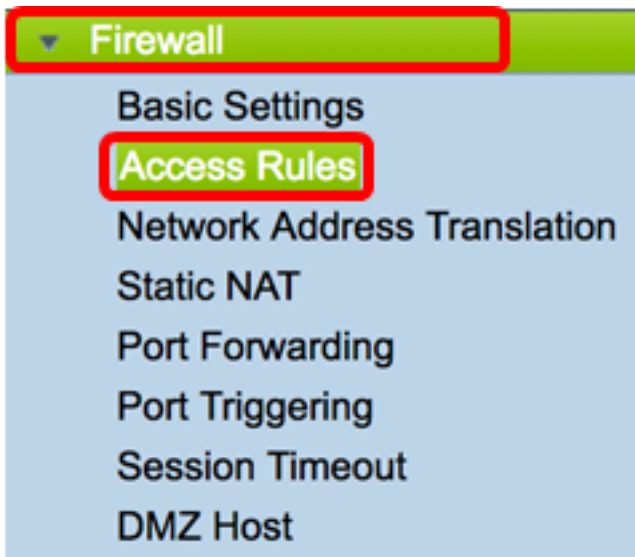 Firewall
Basic Settings
Access Rules
Network Address Translation
Static NAT
Port Forwarding
Port Triggering
Session Timeout
DMZ Host